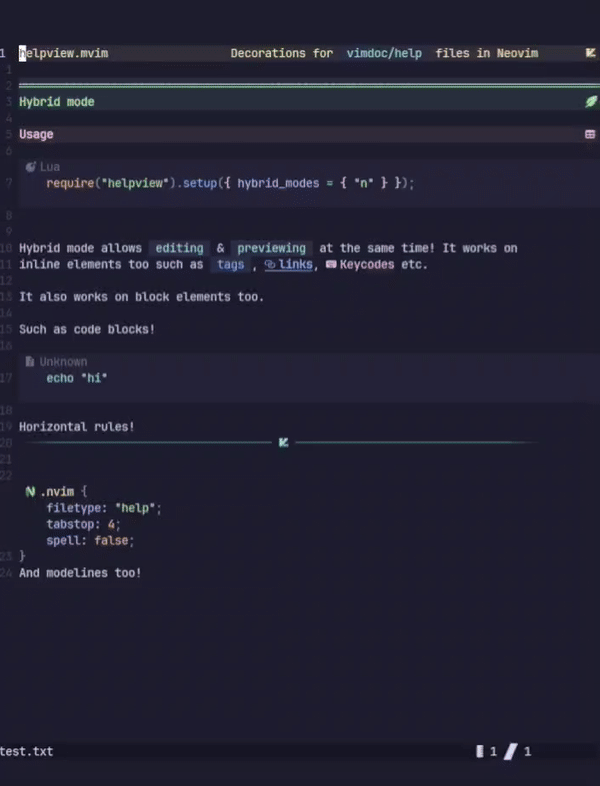 1 helpview.mvim Decorations for vimdoc/help files in Neovim
1
2
3 Hybrid mode
4
5 Usage
6
Lua
7 require("helpview").setup({ hybrid_modes = { "n" } });
8
9
10 Hybrid mode allows editing & previewing at the same time! It works on
11 inline elements too such as tags , links, Keycodes etc.
12
13 It also works on block elements too.
14
15 Such as code blocks!
16
Unknown
17 echo "hi"
18
19 Horizontal rules!
20
21
22
.nvim {
filetype: "help";
tabstop: 4;
spell: false;
23 }
24 And modelines too!
test.txt 1 / 1